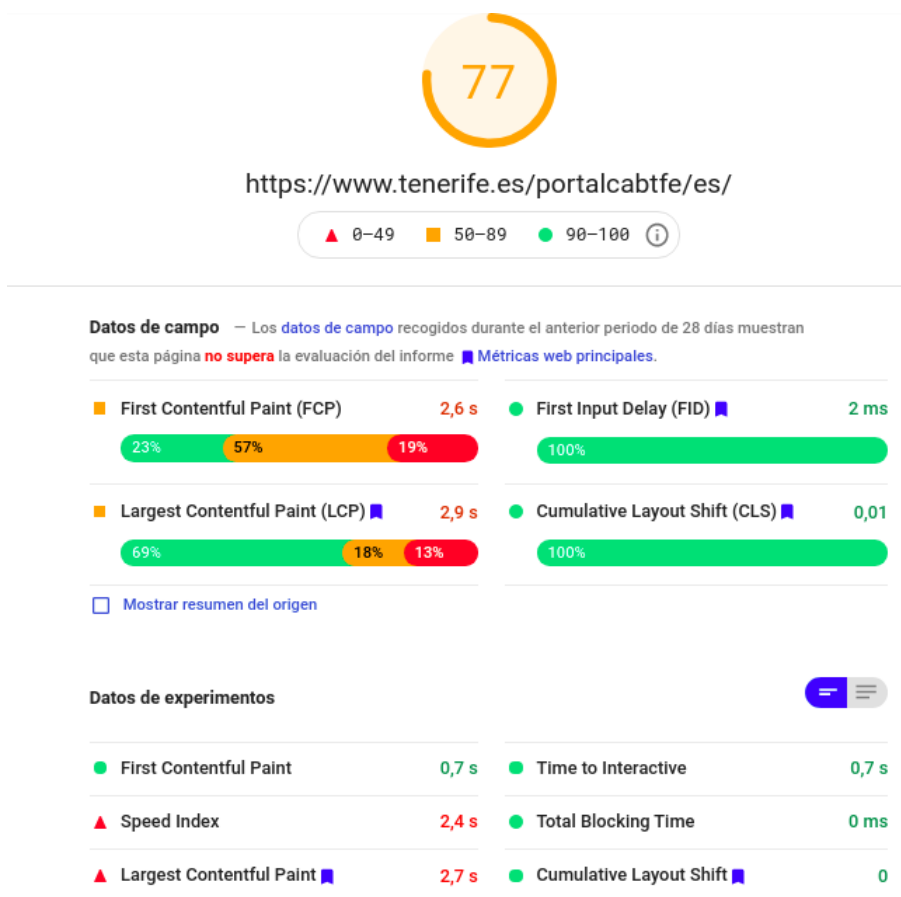 77
https://www.tenerife.es/portalcabtfe/es/
0–49 50–89 90–100
Datos de campo — Los datos de campo recogidos durante el anterior periodo de 28 días muestran
que esta página no supera la evaluación del informe Métricas web principales.
First Contentful Paint (FCP) 2,6 s
23% 57% 19%
First Input Delay (FID) 2 ms
100%
Largest Contentful Paint (LCP) 2,9 s
69% 18% 13%
Cumulative Layout Shift (CLS) 0,01
100%
Mostrar resumen del origen
Datos de experimentos
First Contentful Paint 0,7 s
Time to Interactive 0,7 s
Speed Index 2,4 s
Total Blocking Time 0 ms
Largest Contentful Paint 2,7 s
Cumulative Layout Shift 0